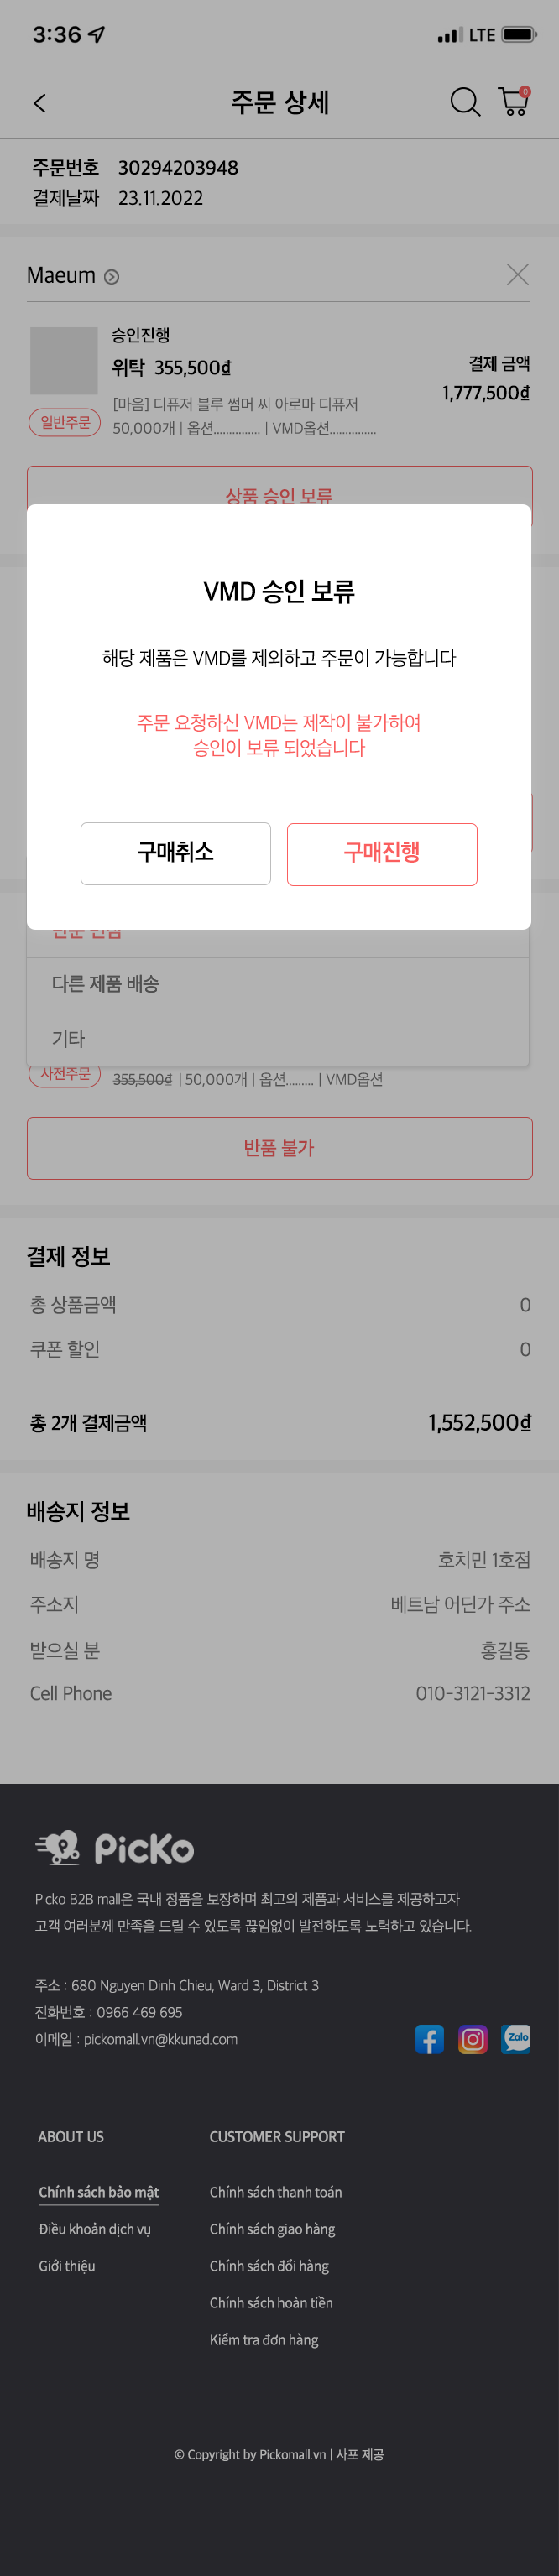 3:36
LTE
주문 상세
0
주문번호 30294203948
결제날짜 23.11.2022
Maeum
승인진행
위탁 355,500₫
결제 금액
1,777,500₫
[마음] 디퓨저 블루 썸머 씨 아로마 디퓨저
일반주문
50,000개 | 옵션............... | VMD옵션...............
상품 승인 보류
VMD 승인 보류
해당 제품은 VMD를 제외하고 주문이 가능합니다
주문 요청하신 VMD는 제작이 불가하여
승인이 보류 되었습니다
구매취소
구매진행
다른 제품 배송
기타
사전주문
355,500₫ | 50,000개 | 옵션......... | VMD옵션
반품 불가
결제 정보
총 상품금액 0
쿠폰 할인 0
총 2개 결제금액 1,552,500₫
배송지 정보
배송지 명 호치민 1호점
주소지 베트남 어딘가 주소
받으실 분 홍길동
Cell Phone 010-3121-3312
PicKo
Picko B2B mall은 국내 정품을 보장하며 최고의 제품과 서비스를 제공하고자
고객 여러분께 만족을 드릴 수 있도록 끊임없이 발전하도록 노력하고 있습니다.
주소 : 680 Nguyen Dinh Chieu, Ward 3, District 3
전화번호 : 0966 469 695
이메일 : pickomall.vn@kkunad.com
Zalo
ABOUT US
CUSTOMER SUPPORT
Chính sách bảo mật
Chính sách thanh toán
Điều khoản dịch vụ
Chính sách giao hàng
Giới thiệu
Chính sách đổi hàng
Chính sách hoàn tiền
Kiểm tra đơn hàng
© Copyright by Pickomall.vn | 사포 제공